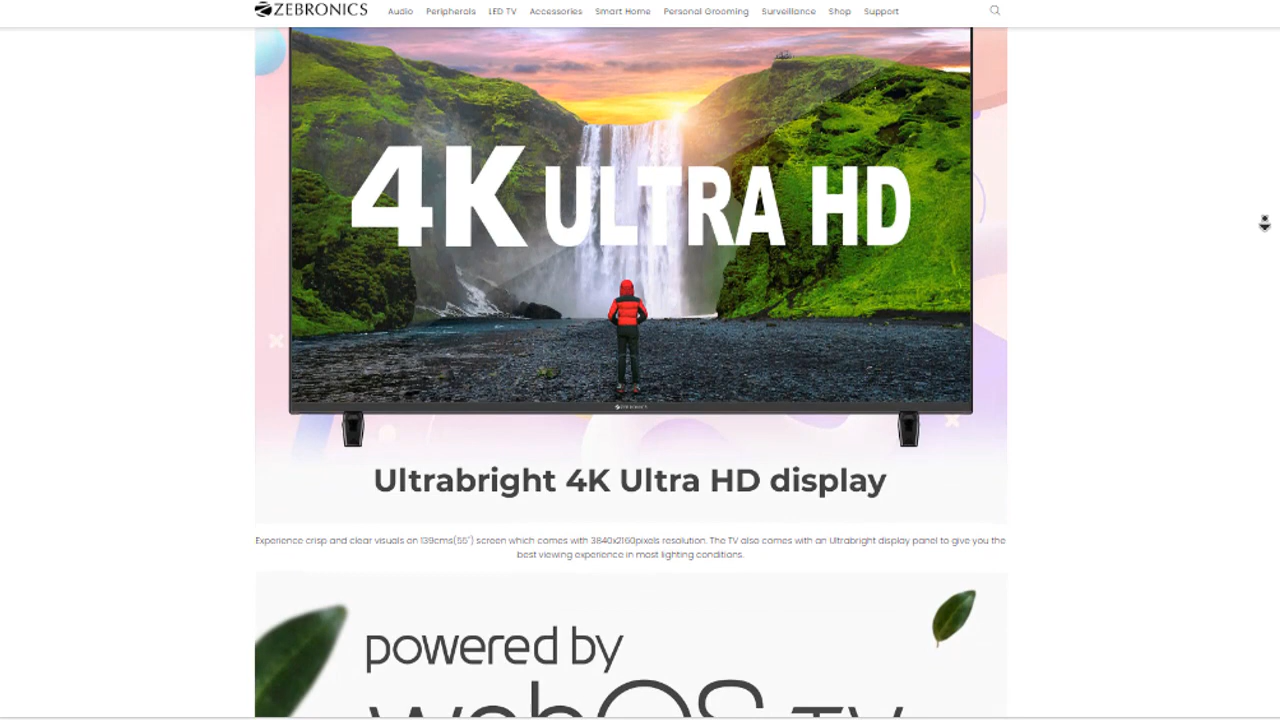 ZEBRONICS
Audio Peripherals LED TV Accessories Smart Home Personal Grooming Surveillance Shop Support
4K ULTRA HD
ZEBRONICS
Ultrabright 4K Ultra HD display
Experience crisp and clear visuals on 139cms(55") screen which comes with 3840x2160pixels resolution. The TV also comes with an Ultrabright display panel to give you the
best viewing experience in most lighting conditions.
powered by
webOS TV